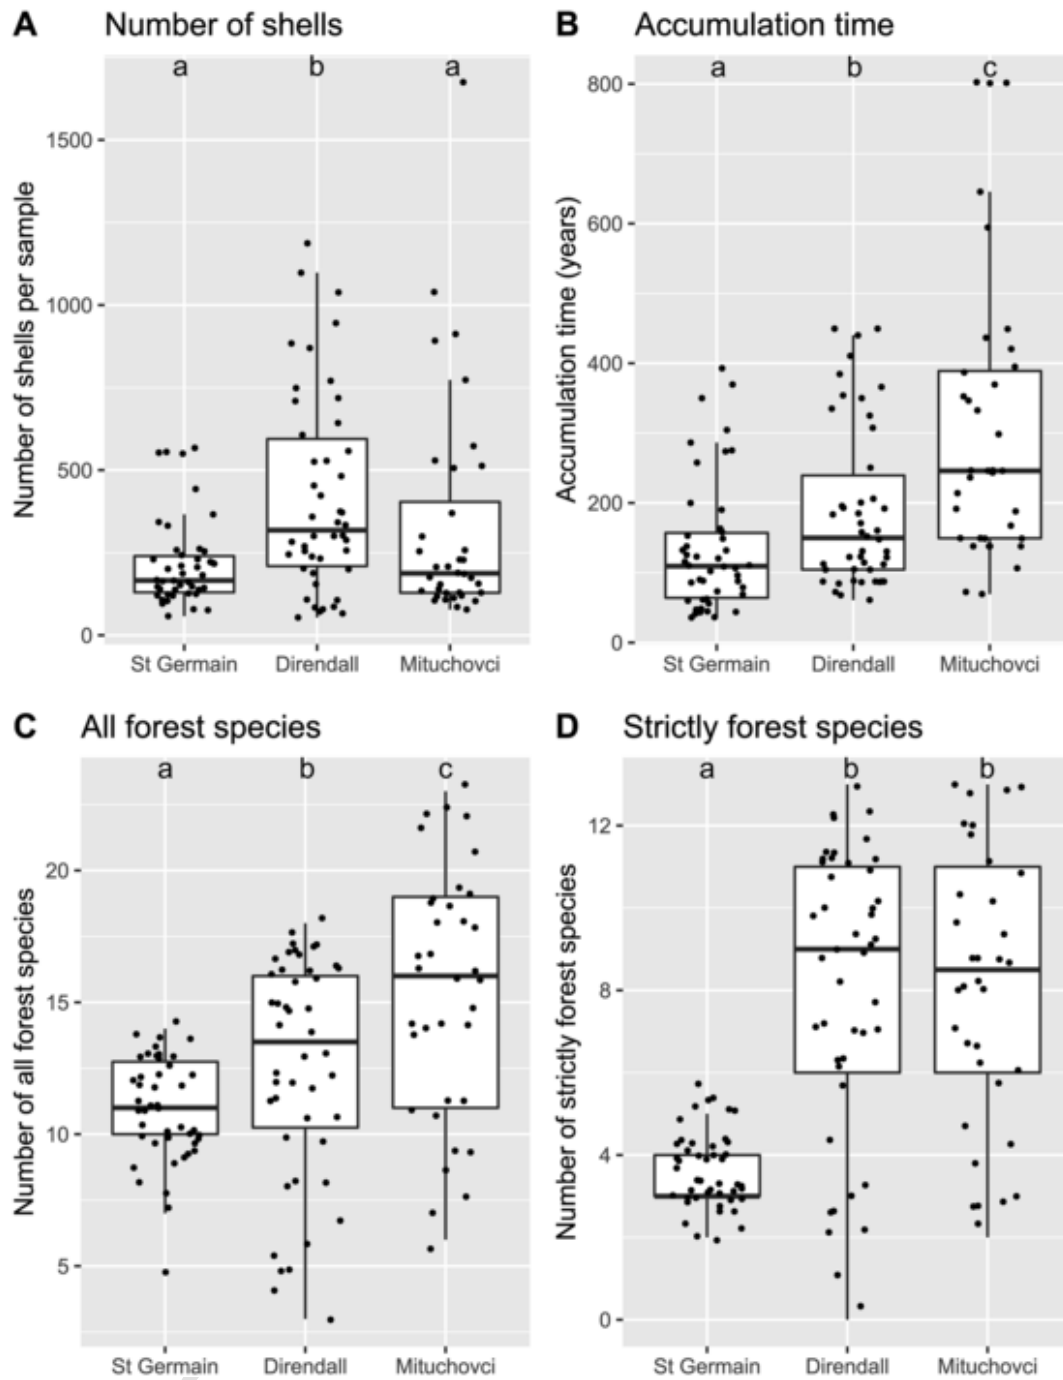 A Number of shells
a b a
Number of shells per sample
1500
1000
500
0
St Germain Direndall Mituchovci
B Accumulation time
a b c
Accumulation time (years)
800
600
400
200
0
St Germain Direndall Mituchovci
C All forest species
a b c
Number of all forest species
20
15
10
5
St Germain Direndall Mituchovci
D Strictly forest species
a b b
Number of strictly forest species
12
8
4
0
St Germain Direndall Mituchovci